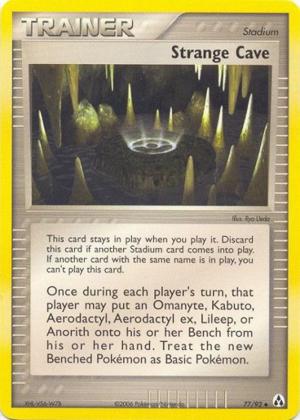 TRAINER
Stadium
Strange Cave
Illus. Ryo Ueda
This card stays in play when you play it. Discard
this card if another Stadium card comes into play.
If another card with the same name is in play, you
can't play this card.
Once during each player's turn, that
player may put an Omanyte, Kabuto,
Aerodactyl, Aerodactyl ex, Lileep, or
Anorith onto his or her Bench from
his or her hand. Treat the new
Benched Pokémon as Basic Pokémon.
©2006 Pokémon/Nintendo
77/92